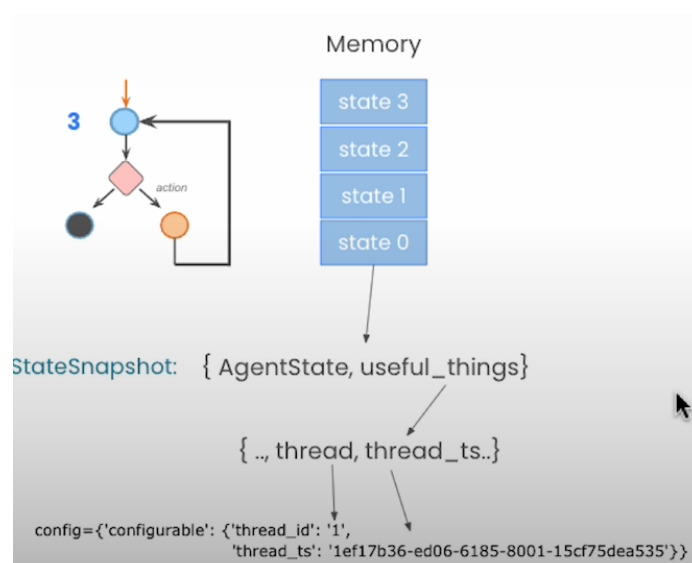 Memory
3
state 3
state 2
action
state 1
state 0
StateSnapshot: { AgentState, useful_things}
{ .., thread, thread_ts..}
config={'configurable': {'thread_id': '1',
'thread_ts': '1ef17b36-ed06-6185-8001-15cf75dea535'}}